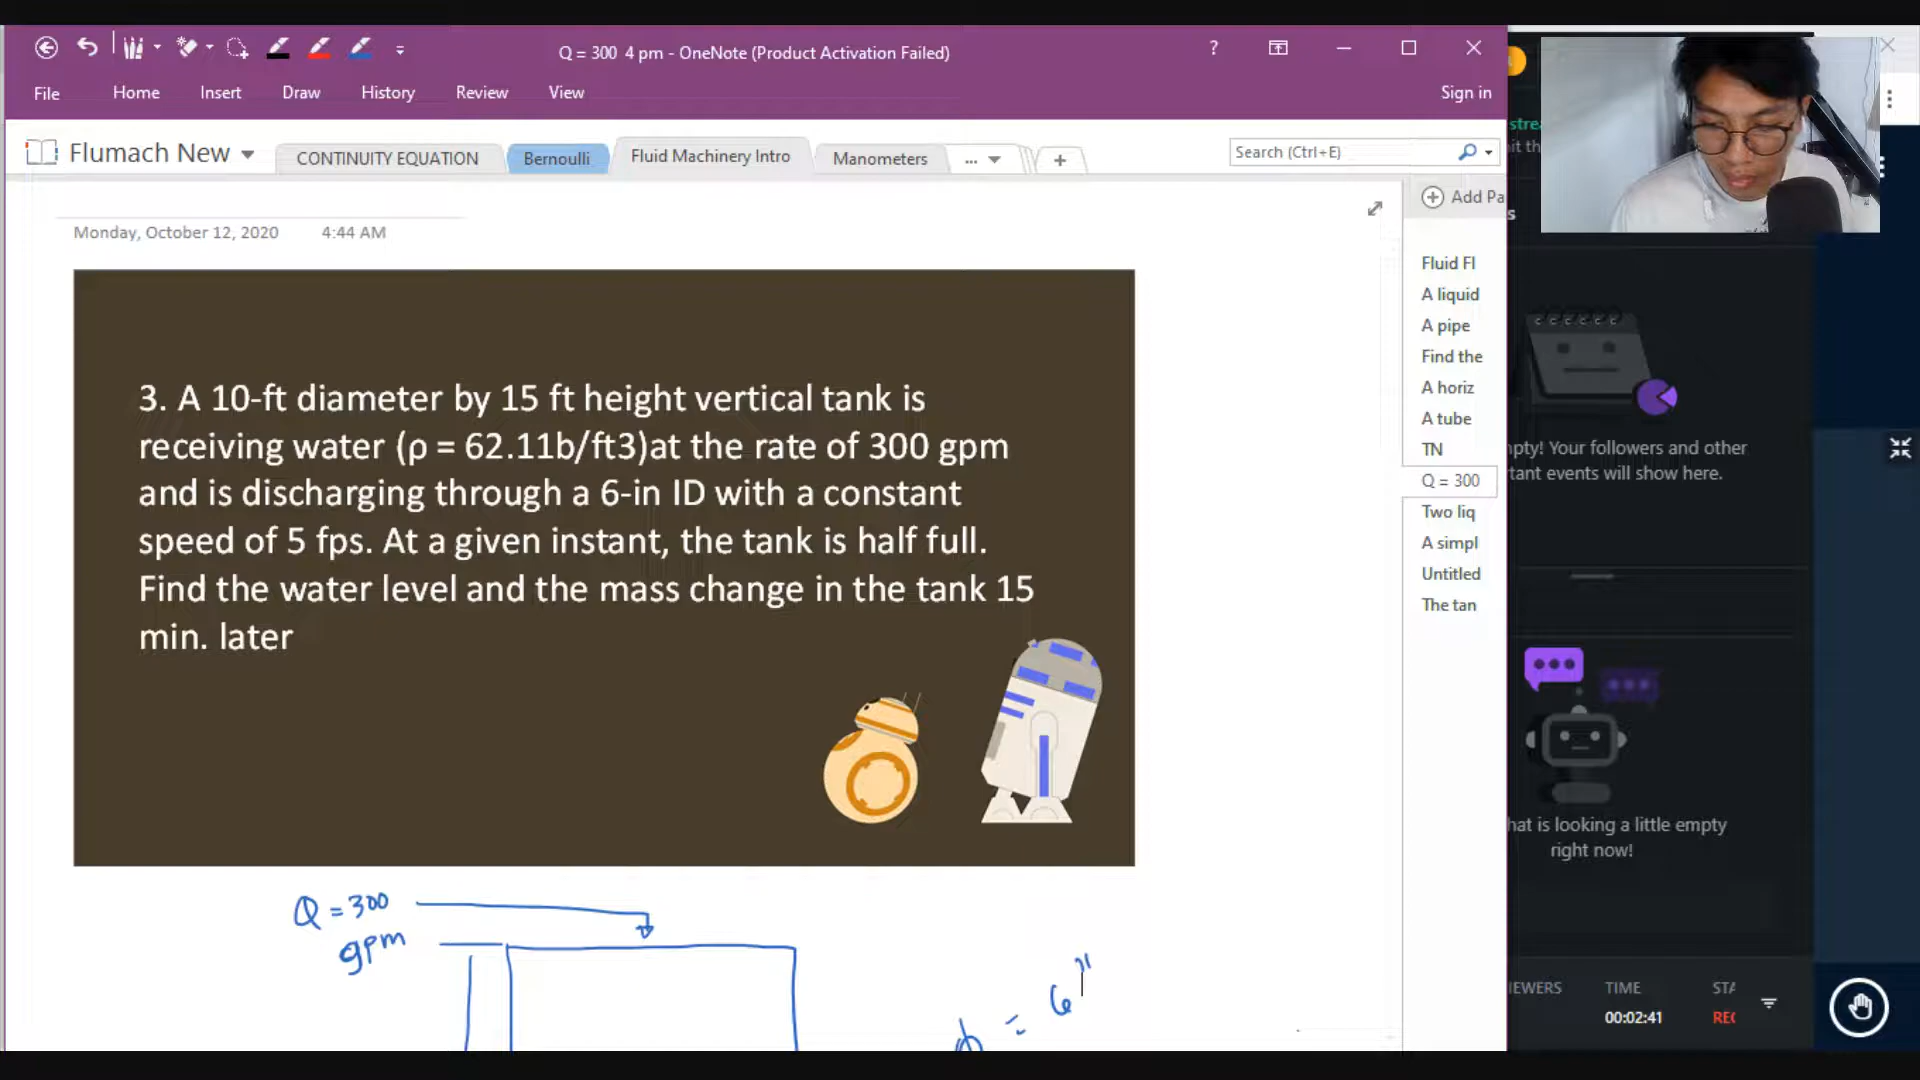 Q = 300  4 pm - OneNote (Product Activation Failed)
?
File
Home
Insert
Draw
History
Review
View
Sign in
Flumach New
CONTINUITY EQUATION
Bernoulli
Fluid Machinery Intro
Manometers
...
Search (Ctrl+E)
Add Pa
Monday, October 12, 2020
4:44 AM
3. A 10-ft diameter by 15 ft height vertical tank is
receiving water (ρ = 62.11b/ft3)at the rate of 300 gpm
and is discharging through a 6-in ID with a constant
speed of 5 fps. At a given instant, the tank is half full.
Find the water level and the mass change in the tank 15
min. later
Q = 300
gpm
ϕ = 6"
Fluid Fl
A liquid
A pipe
Find the
A horiz
A tube
TN
Q = 300
Two liq
A simpl
Untitled
The tan
stre
it th
s
pty! Your followers and other
tant events will show here.
hat is looking a little empty
right now!
IEWERS
TIME
STA
00:02:41
REC